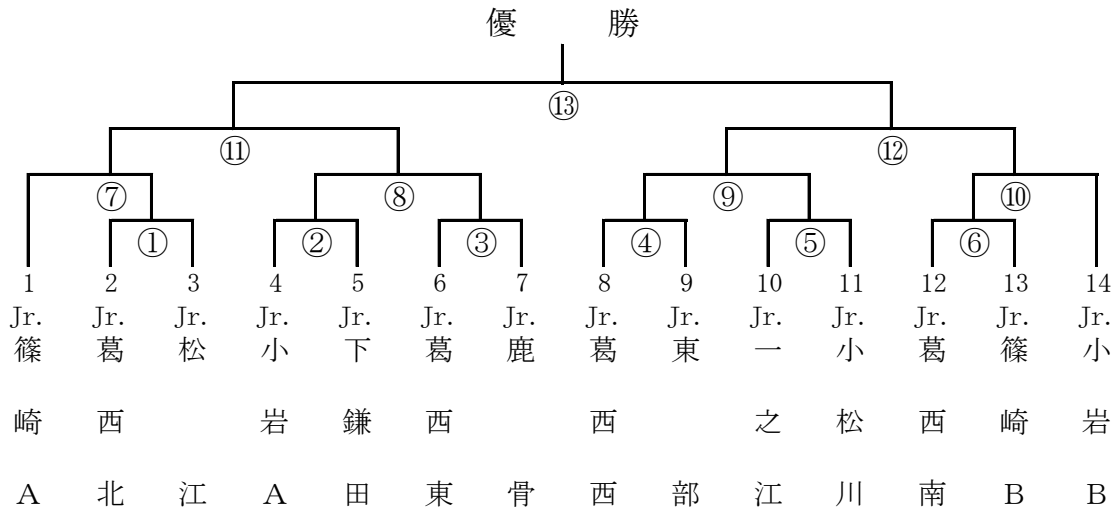 優 勝
⑬
⑪ ⑫
⑦ ⑧ ⑨ ⑩
① ② ③ ④ ⑤ ⑥
1 2 3 4 5 6 7 8 9 10 11 12 13 14
Jr. Jr. Jr. Jr. Jr. Jr. Jr. Jr. Jr. Jr. Jr. Jr. Jr. Jr.
篠 葛 松 小 下 葛 鹿 葛 東 一 小 葛 篠 小
崎 西 岩 鎌 西 西 之 松 西 崎 岩
A 北 江 A 田 東 骨 西 部 江 川 南 B B